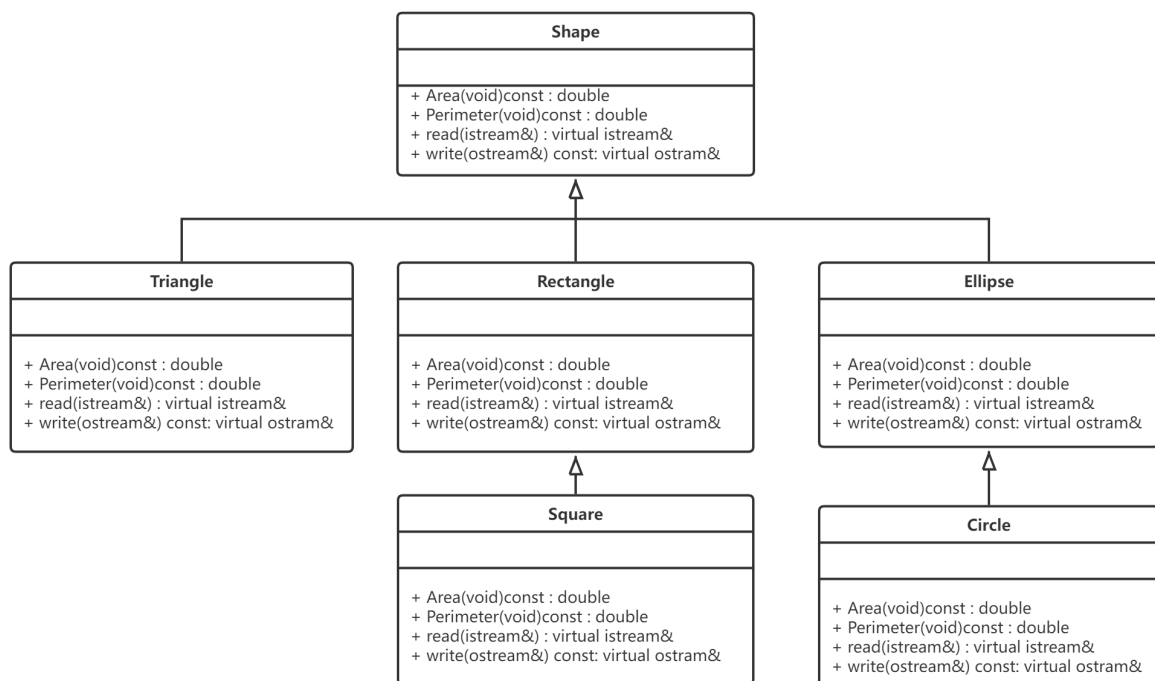 Shape
+ Area(void)const : double
+ Perimeter(void)const : double
+ read(istream&) : virtual istream&
+ write(ostream&) const: virtual ostram&
Triangle
+ Area(void)const : double
+ Perimeter(void)const : double
+ read(istream&) : virtual istream&
+ write(ostream&) const: virtual ostram&
Rectangle
+ Area(void)const : double
+ Perimeter(void)const : double
+ read(istream&) : virtual istream&
+ write(ostream&) const: virtual ostram&
Ellipse
+ Area(void)const : double
+ Perimeter(void)const : double
+ read(istream&) : virtual istream&
+ write(ostream&) const: virtual ostram&
Square
+ Area(void)const : double
+ Perimeter(void)const : double
+ read(istream&) : virtual istream&
+ write(ostream&) const: virtual ostram&
Circle
+ Area(void)const : double
+ Perimeter(void)const : double
+ read(istream&) : virtual istream&
+ write(ostream&) const: virtual ostram&